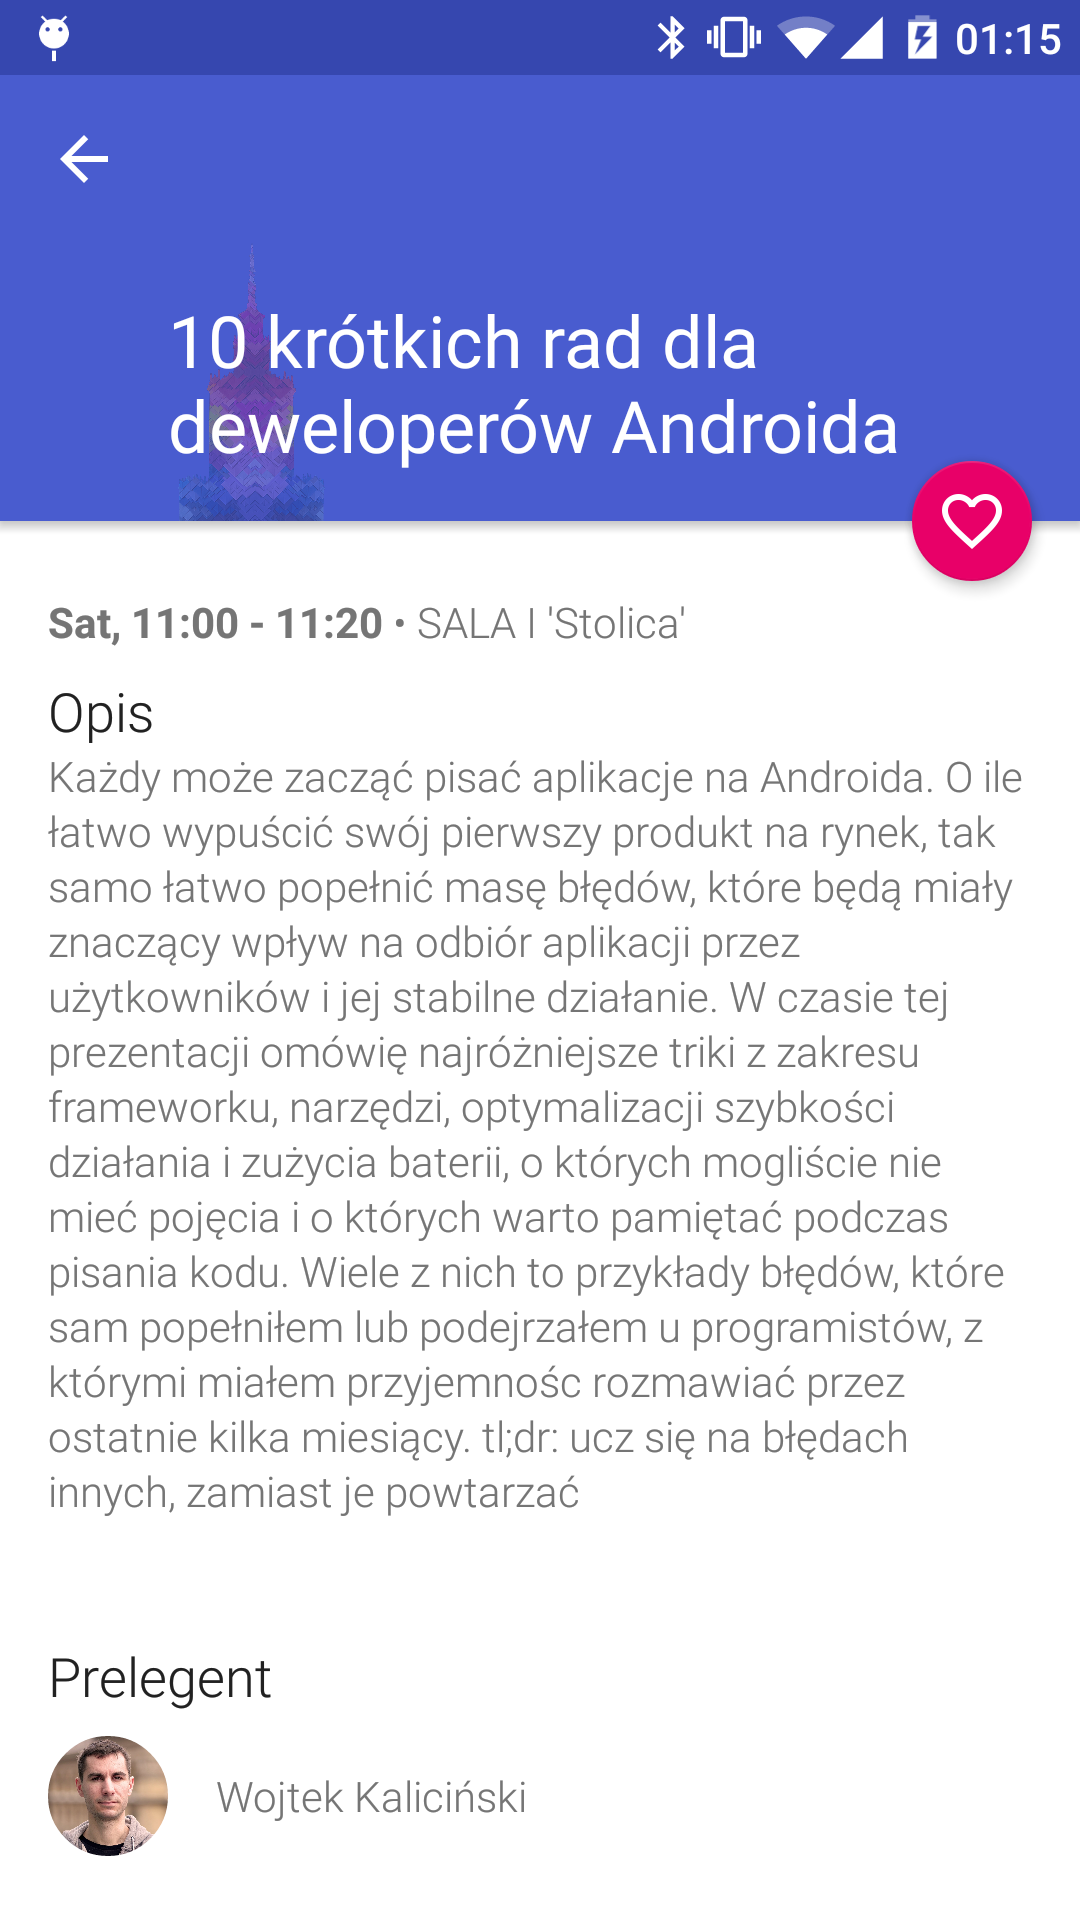 01:15
10 krótkich rad dla
deweloperów Androida
Sat, 11:00 - 11:20 • SALA I 'Stolica'
Opis
Każdy może zacząć pisać aplikacje na Androida. O ile
łatwo wypuścić swój pierwszy produkt na rynek, tak
samo łatwo popełnić masę błędów, które będą miały
znaczący wpływ na odbiór aplikacji przez
użytkowników i jej stabilne działanie. W czasie tej
prezentacji omówię najróżniejsze triki z zakresu
frameworku, narzędzi, optymalizacji szybkości
działania i zużycia baterii, o których mogliście nie
mieć pojęcia i o których warto pamiętać podczas
pisania kodu. Wiele z nich to przykłady błędów, które
sam popełniłem lub podejrzałem u programistów, z
którymi miałem przyjemnośc rozmawiać przez
ostatnie kilka miesiący. tl;dr: ucz się na błędach
innych, zamiast je powtarzać
Prelegent
Wojtek Kaliciński